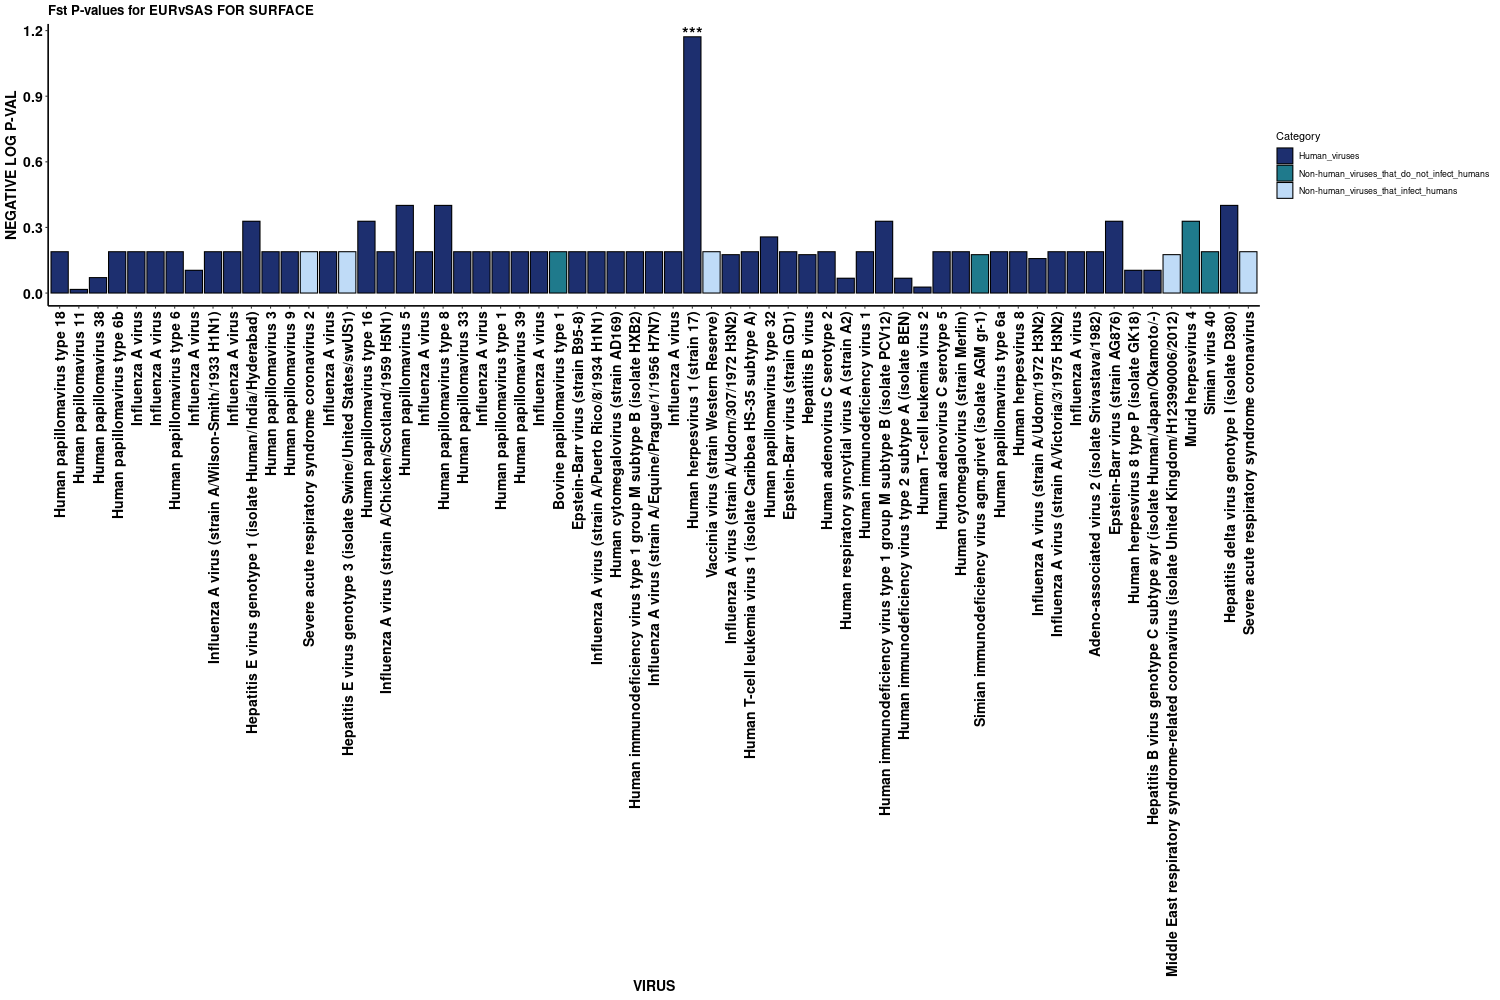 Fst P-values for EURvSAS FOR SURFACE
NEGATIVE LOG P-VAL
1.2
0.9
0.6
0.3
0.0
***
Category
Human_viruses
Non-human_viruses_that_do_not_infect_humans
Non-human_viruses_that_infect_humans
Human papillomavirus type 18
Human papillomavirus 11
Human papillomavirus 38
Human papillomavirus type 6b
Influenza A virus
Influenza A virus
Human papillomavirus type 6
Influenza A virus
Influenza A virus (strain A/Wilson-Smith/1933 H1N1)
Influenza A virus
Hepatitis E virus genotype 1 (isolate Human/India/Hyderabad)
Human papillomavirus 3
Human papillomavirus 9
Severe acute respiratory syndrome coronavirus 2
Influenza A virus
Hepatitis E virus genotype 3 (isolate Swine/United States/swUS1)
Human papillomavirus type 16
Influenza A virus (strain A/Chicken/Scotland/1959 H5N1)
Human papillomavirus 5
Influenza A virus
Human papillomavirus type 8
Human papillomavirus 33
Influenza A virus
Human papillomavirus type 1
Human papillomavirus 39
Influenza A virus
Bovine papillomavirus type 1
Epstein-Barr virus (strain B95-8)
Influenza A virus (strain A/Puerto Rico/8/1934 H1N1)
Human cytomegalovirus (strain AD169)
Human immunodeficiency virus type 1 group M subtype B (isolate HXB2)
Influenza A virus (strain A/Equine/Prague/1/1956 H7N7)
Influenza A virus
Human herpesvirus 1 (strain 17)
Vaccinia virus (strain Western Reserve)
Influenza A virus (strain A/Udorn/307/1972 H3N2)
Human T-cell leukemia virus 1 (isolate Caribbea HS-35 subtype A)
Human papillomavirus type 32
Epstein-Barr virus (strain GD1)
Hepatitis B virus
Human adenovirus C serotype 2
Human respiratory syncytial virus A (strain A2)
Human immunodeficiency virus 1
Human immunodeficiency virus type 1 group M subtype B (isolate PCV12)
Human immunodeficiency virus type 2 subtype A (isolate BEN)
Human T-cell leukemia virus 2
Human adenovirus C serotype 5
Human cytomegalovirus (strain Merlin)
Simian immunodeficiency virus agm.grivet (isolate AGM gr-1)
Human papillomavirus type 6a
Human herpesvirus 8
Influenza A virus (strain A/Udorn/1972 H3N2)
Influenza A virus (strain A/Victoria/3/1975 H3N2)
Influenza A virus
Adeno-associated virus 2 (isolate Srivastava/1982)
Epstein-Barr virus (strain AG876)
Human herpesvirus 8 type P (isolate GK18)
Hepatitis B virus genotype C subtype ayr (isolate Human/Japan/Okamoto/-)
Middle East respiratory syndrome-related coronavirus (isolate United Kingdom/H123990006/2012)
Murid herpesvirus 4
Simian virus 40
Hepatitis delta virus genotype I (isolate D380)
Severe acute respiratory syndrome coronavirus
VIRUS